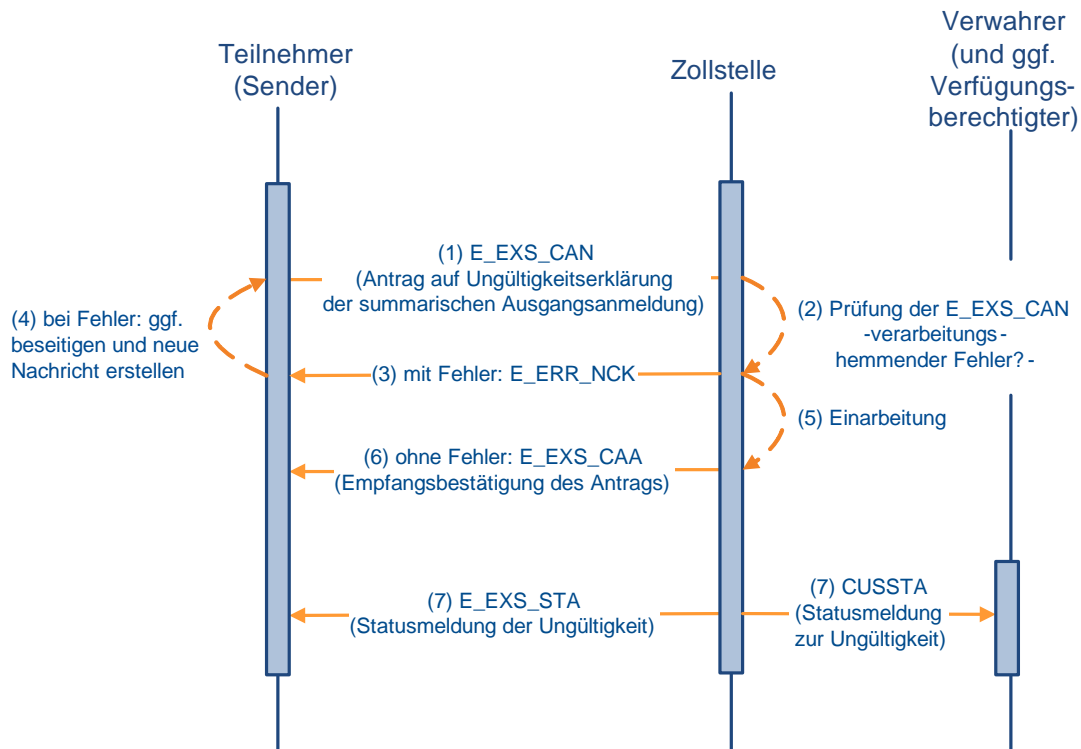 Teilnehmer
(Sender)
Zollstelle
Verwahrer
(und ggf.
Verfügungs-
berechtigter)
(1) E_EXS_CAN
(Antrag auf Ungültigkeitserklärung
der summarischen Ausgangsanmeldung)
(2) Prüfung der E_EXS_CAN
-verarbeitungs-
hemmender Fehler? -
(3) mit Fehler: E_ERR_NCK
(4) bei Fehler: ggf.
beseitigen und neue
Nachricht erstellen
(5) Einarbeitung
(6) ohne Fehler: E_EXS_CAA
(Empfangsbestätigung des Antrags)
(7) E_EXS_STA
(Statusmeldung der Ungültigkeit)
(7) CUSSTA
(Statusmeldung
zur Ungültigkeit)